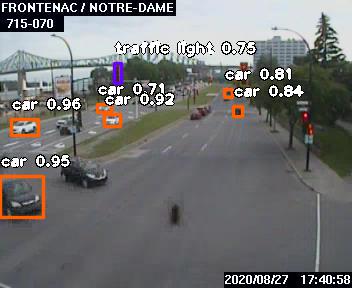 FRONTENAC / NOTRE-DAME
715-070
traffic light 0.75
car 0.81
car 0.71
car 0.84
car 0.96
car 0.92
car 0.95
2020/08/27 17:40:58